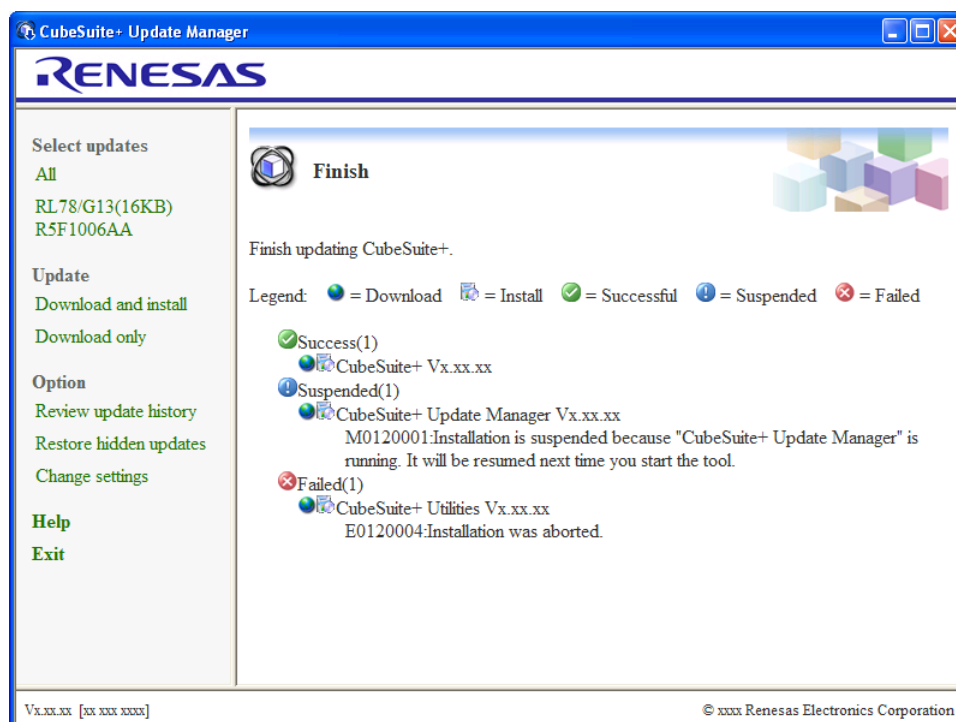 CubeSuite+ Update Manager
RENESAS
Select updates
All
RL78/G13(16KB)
R5F1006AA
Update
Download and install
Download only
Option
Review update history
Restore hidden updates
Change settings
Help
Exit
Finish
Finish updating CubeSuite+.
Legend: = Download = Install = Successful = Suspended = Failed
Success(1)
CubeSuite+ Vx.xx.xx
Suspended(1)
CubeSuite+ Update Manager Vx.xx.xx
M0120001:Installation is suspended because "CubeSuite+ Update Manager" is
running. It will be resumed next time you start the tool.
Failed(1)
CubeSuite+ Utilities Vx.xx.xx
E0120004:Installation was aborted.
Vx.xx.xx [xx xxx xxxx]
© xxxx Renesas Electronics Corporation